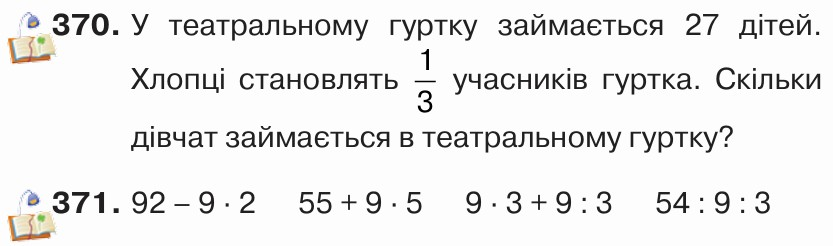 370. У театральному гуртку займається 27 дітей.
Хлопці становлять 1/3 учасників гуртка. Скільки
дівчат займається в театральному гуртку?
371. 92 – 9 · 2 55 + 9 · 5 9 · 3 + 9 : 3 54 : 9 : 3